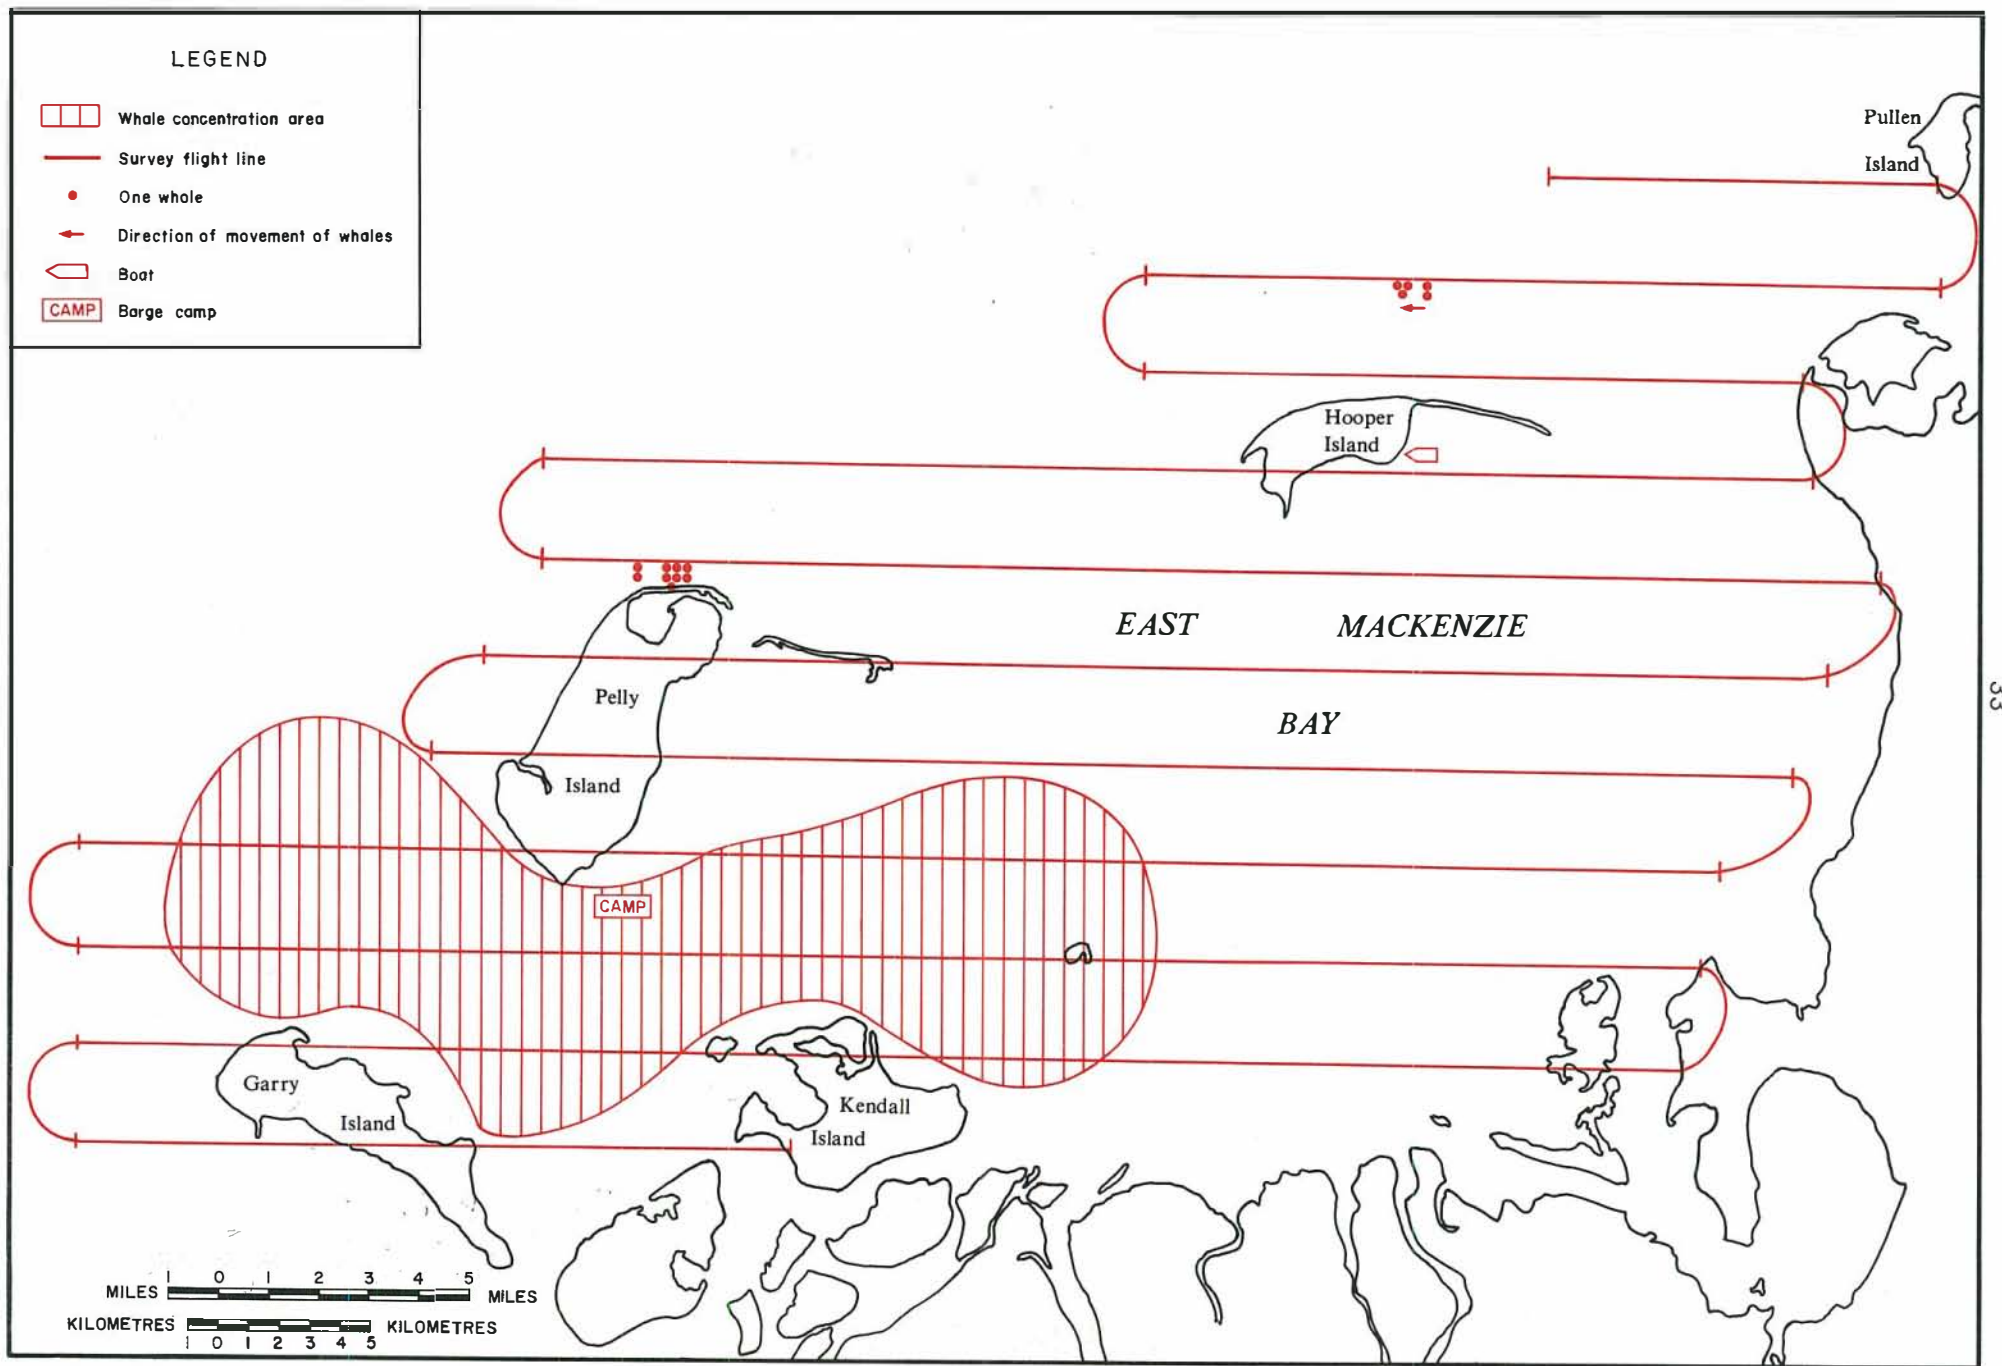 LEGEND
Whale concentration area
Survey flight line
One whole
Direction of movement of whales
Boat
CAMP Barge camp
Pullen
Island
Hooper
Island
EAST MACKENZIE
BAY
Pelly
Island
CAMP
Garry
Island
Kendall
Island
33
1 0 1 2 3 4 5
MILES MILES
KILOMETRES KILOMETRES
1 0 1 2 3 4 5